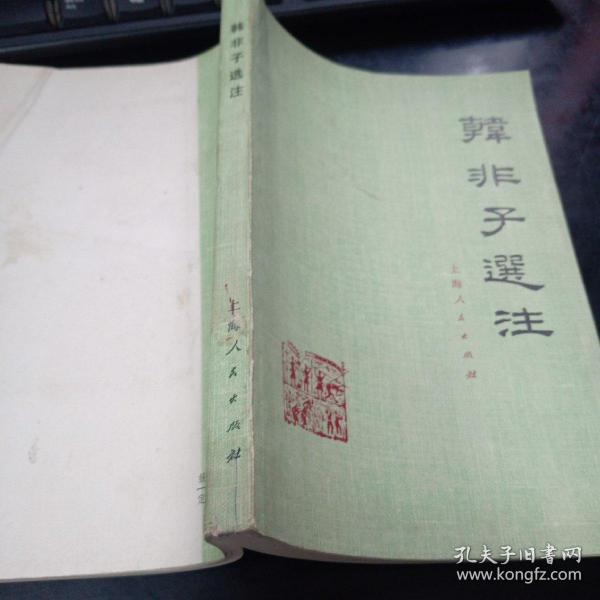 韓非子選注
上海人民出版社
韩非子选注
上海人民出版社
孔夫子旧书网
www.kongfz.com